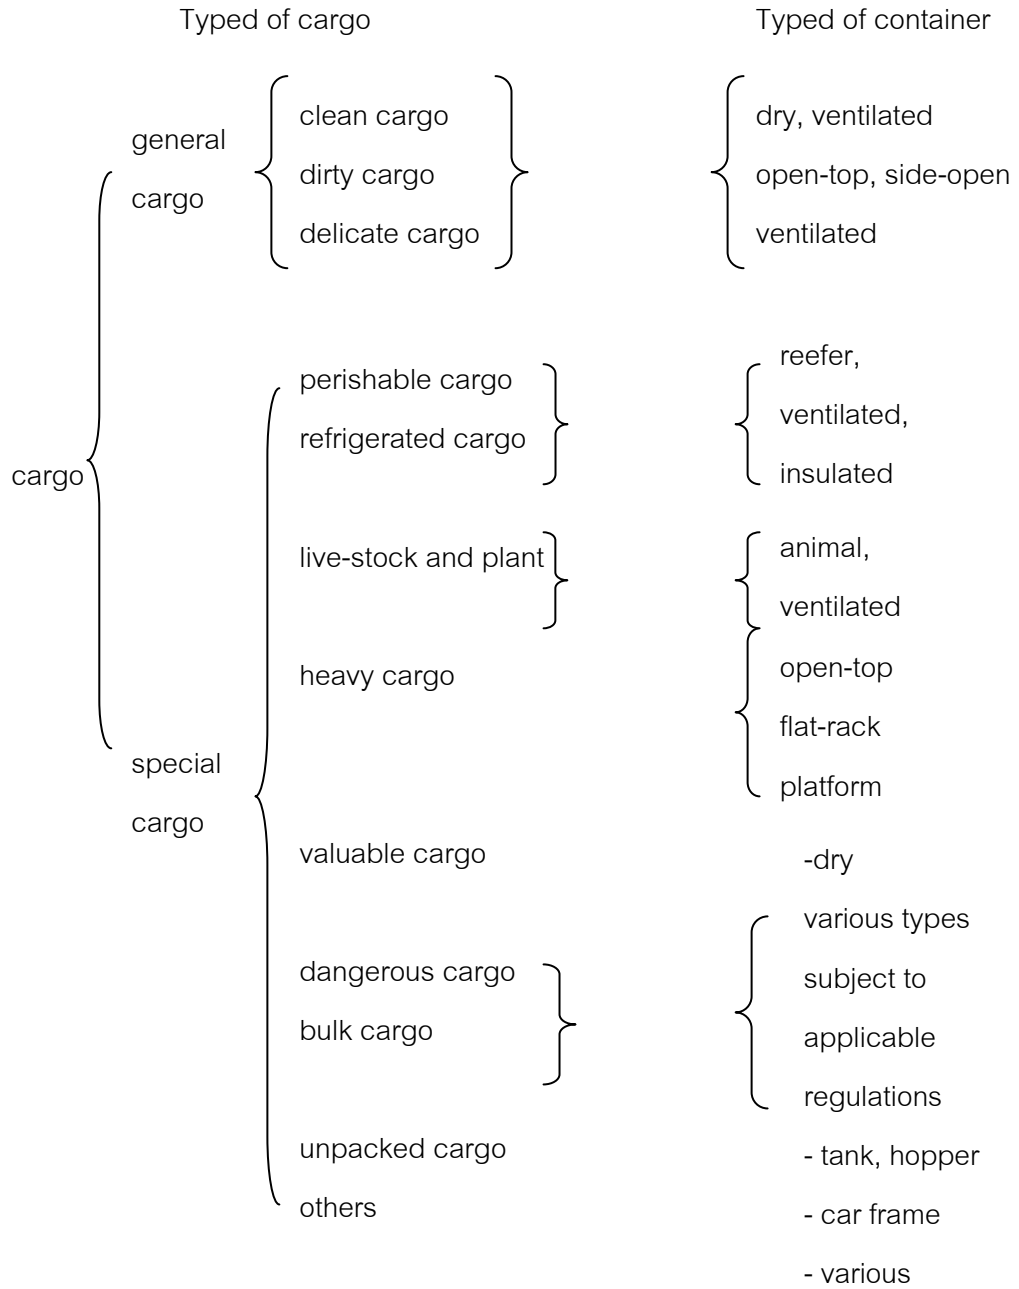 Typed of cargo Typed of container
general
cargo
clean cargo
dirty cargo
delicate cargo
dry, ventilated
open-top, side-open
ventilated
cargo
perishable cargo
refrigerated cargo
reefer,
ventilated,
insulated
live-stock and plant
animal,
ventilated
heavy cargo
open-top
flat-rack
platform
special
cargo
valuable cargo
-dry
dangerous cargo
bulk cargo
various types
subject to
applicable
regulations
unpacked cargo
others
- tank, hopper
- car frame
- various